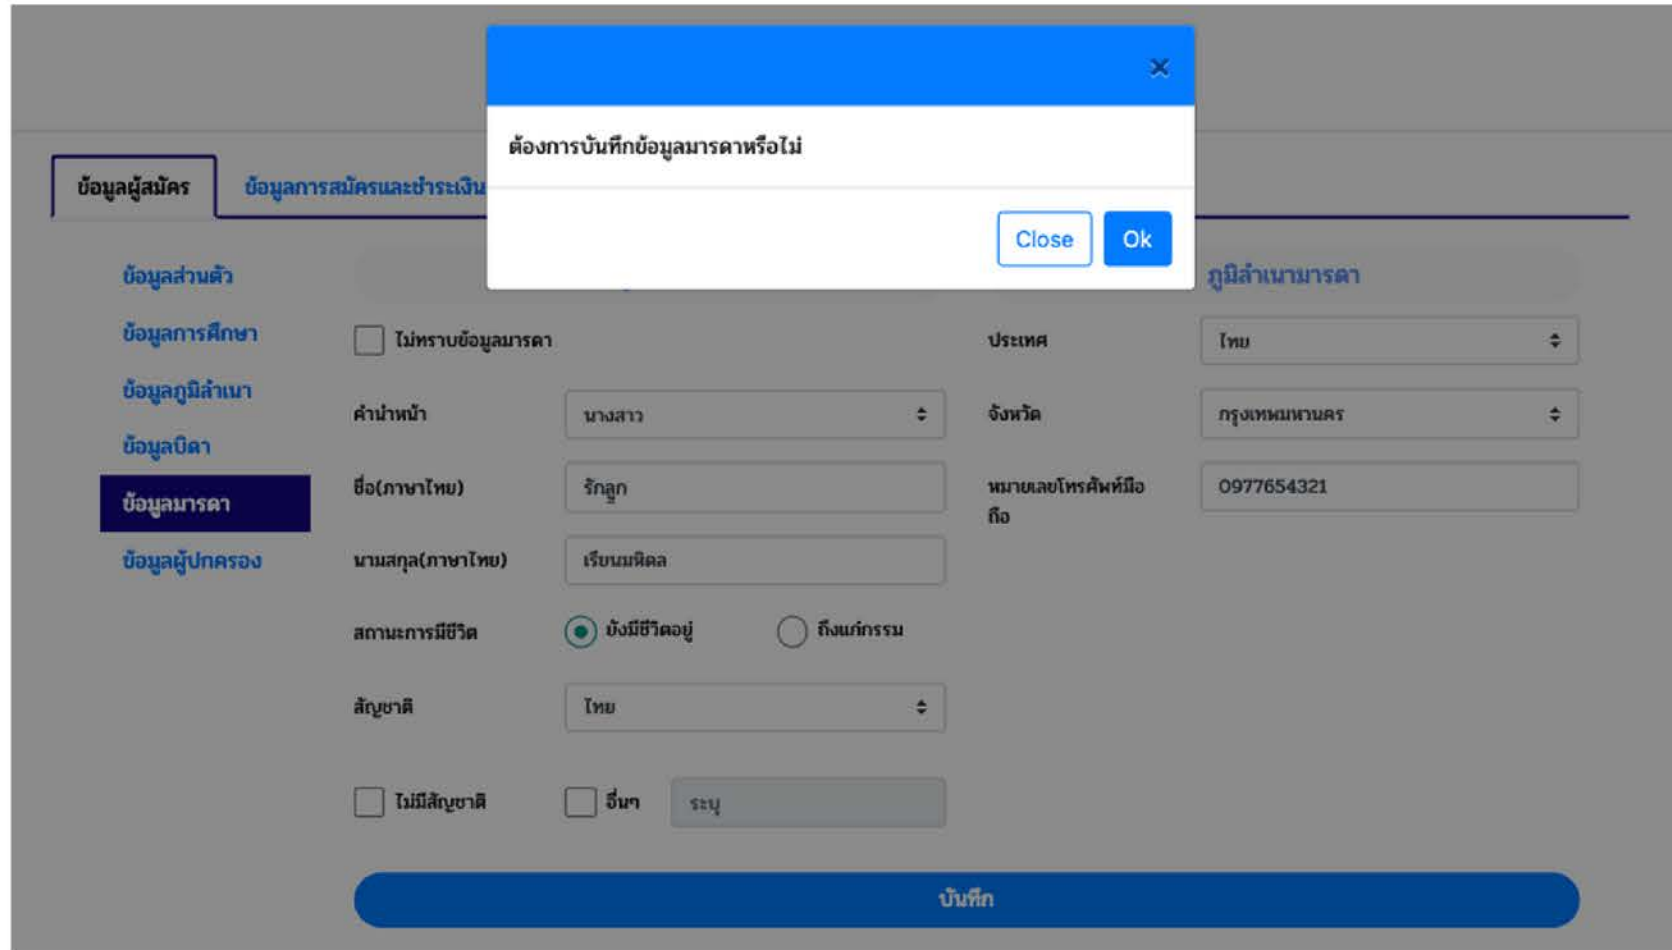 ×
ต้องการบันทึกข้อมูลมารดาหรือไม่
Close Ok
ข้อมูลผู้สมัคร ข้อมูลการสมัครและชำระเงิน
ข้อมูลส่วนตัว
ข้อมูลการศึกษา
ข้อมูลภูมิลำเนา
ข้อมูลบิดา
ข้อมูลมารดา
ข้อมูลผู้ปกครอง
ไม่ทราบข้อมูลมารดา
คำนำหน้า นางสาว
ชื่อ(ภาษาไทย) รักลูก
นามสกุล(ภาษาไทย) เรียนมหิดล
สถานะการมีชีวิต ยังมีชีวิตอยู่ ถึงแก่กรรม
สัญชาติ ไทย
ไม่มีสัญชาติ อื่นๆ ระบุ
ภูมิลำเนามารดา
ประเทศ ไทย
จังหวัด กรุงเทพมหานคร
หมายเลขโทรศัพท์มือ 0977654321
ถือ
บันทึก